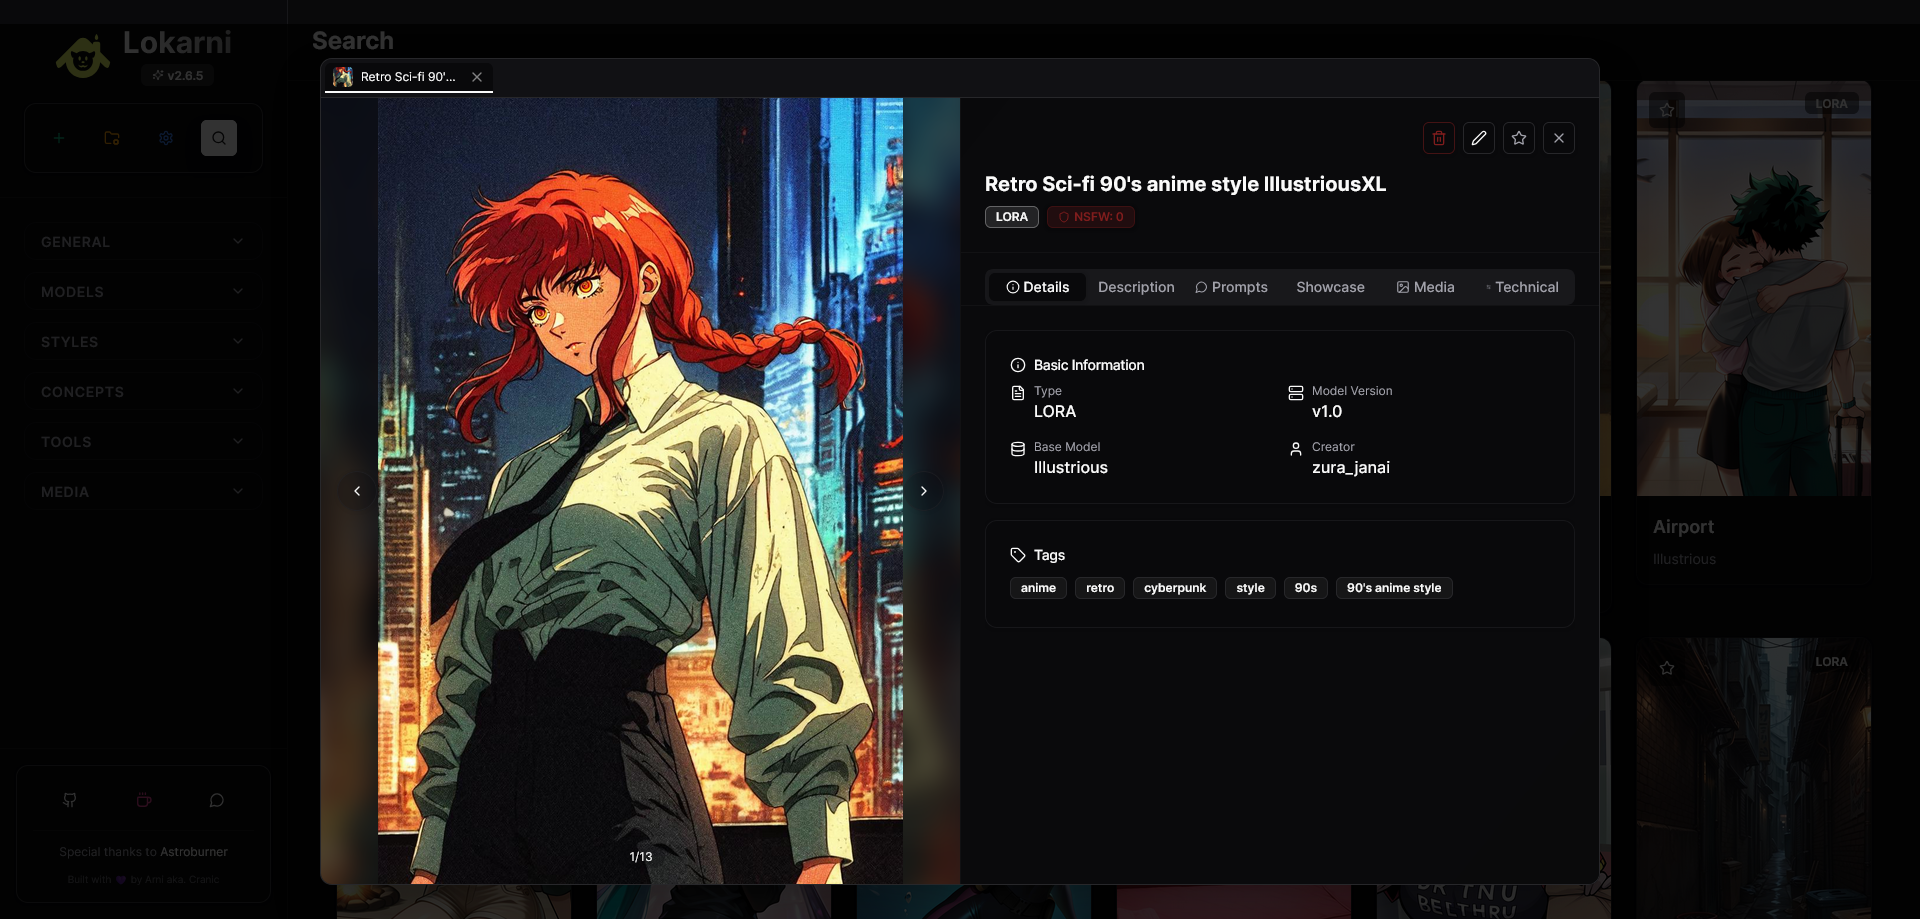 Lokarni
v2.6.5
GENERAL
MODELS
STYLES
CONCEPTS
TOOLS
MEDIA
Special thanks to Astroburner
Built with by Arni aka. Cranic.
Search
Retro Sci-fi 90'...
1/13
Retro Sci-fi 90's anime style IllustriousXL
LORA
NSFW: 0
Details
Description
Prompts
Showcase
Media
Technical
Basic Information
Type
LORA
Model Version
v1.0
Base Model
Illustrious
Creator
zura_janai
Tags
anime
retro
cyberpunk
style
90s
90's anime style
LORA
Airport
Illustrious
LORA